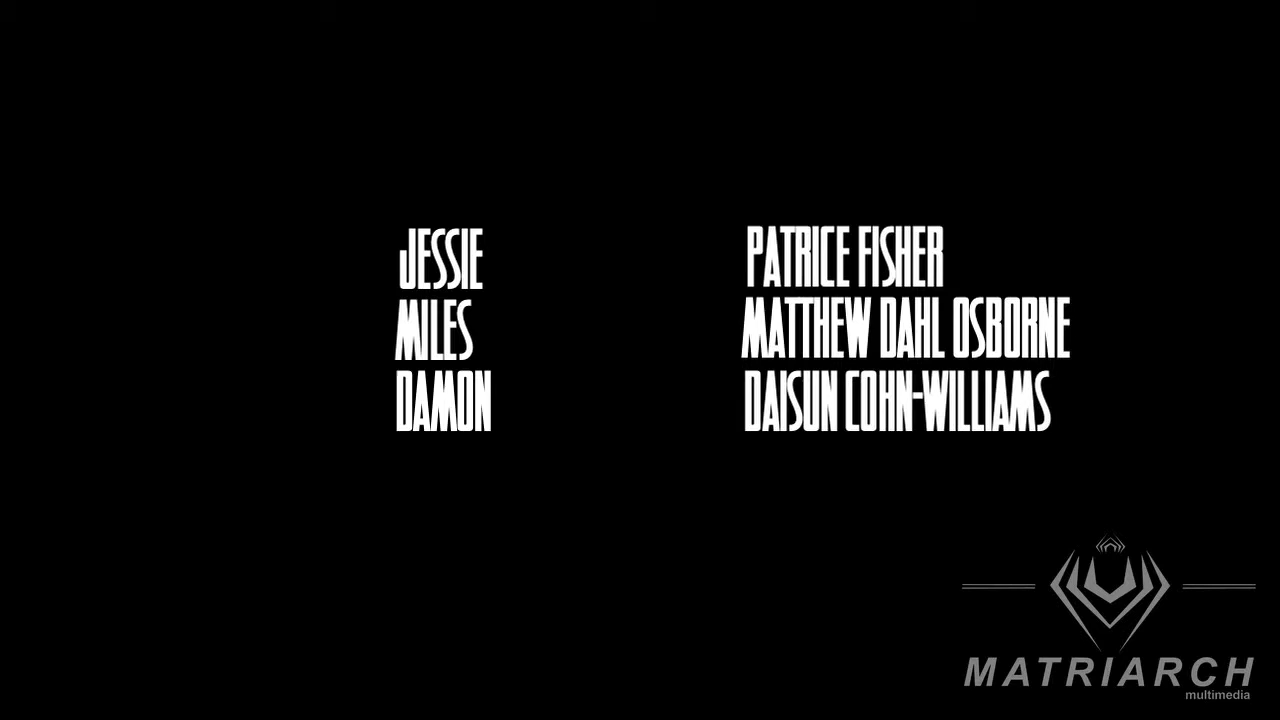 JESSIE PATRICE FISHER
MILES MATTHEW DAHL OSBORNE
DAMON DAISUN COHN-WILLIAMS
MATRIARCH
multimedia